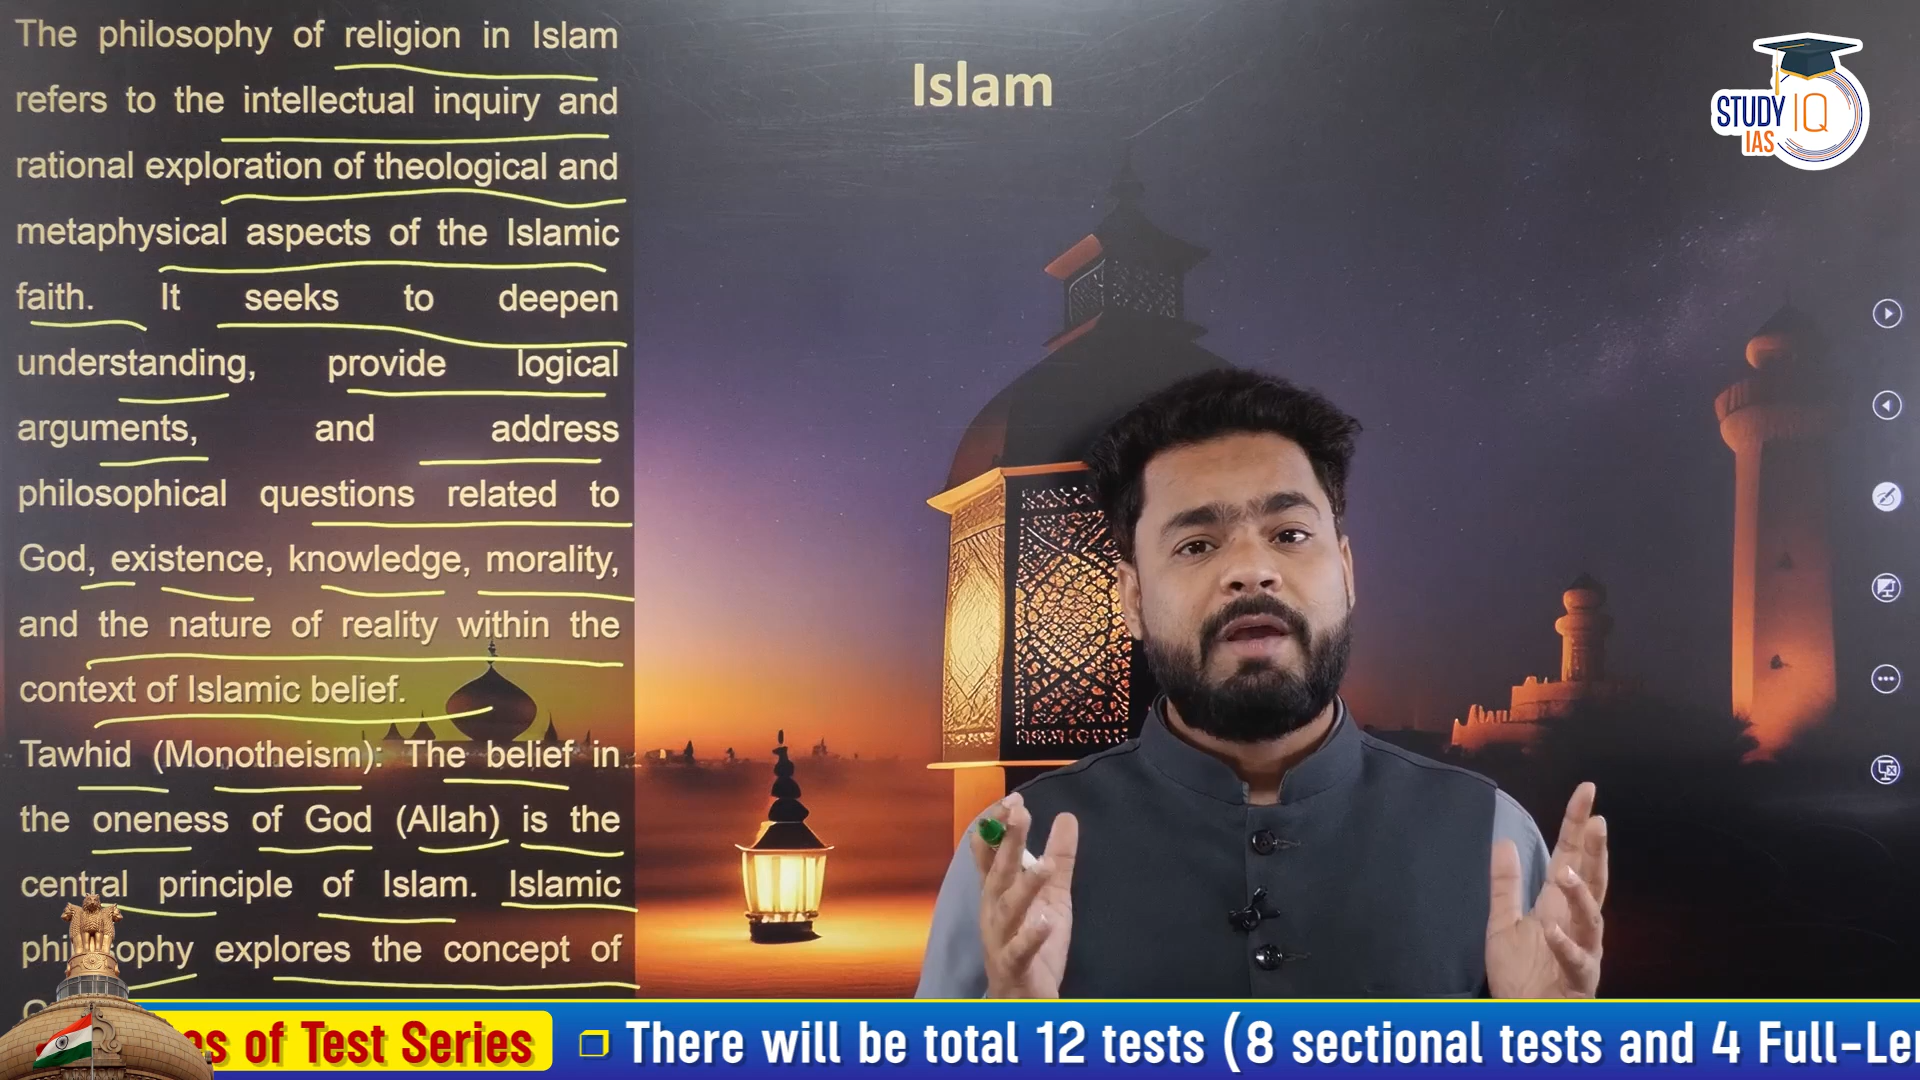 The philosophy of religion in Islam
refers to the intellectual inquiry and
rational exploration of theological and
metaphysical aspects of the Islamic
faith. It seeks to deepen
understanding, provide logical
arguments, and address
philosophical questions related to
God, existence, knowledge, morality,
and the nature of reality within the
context of Islamic belief.
Tawhid (Monotheism): The belief in
the oneness of God (Allah) is the
central principle of Islam. Islamic
explores the concept of
Islam
STUDY IQ
IAS
of Test Series
There will be total 12 tests (8 sectional tests and 4 Full-Le